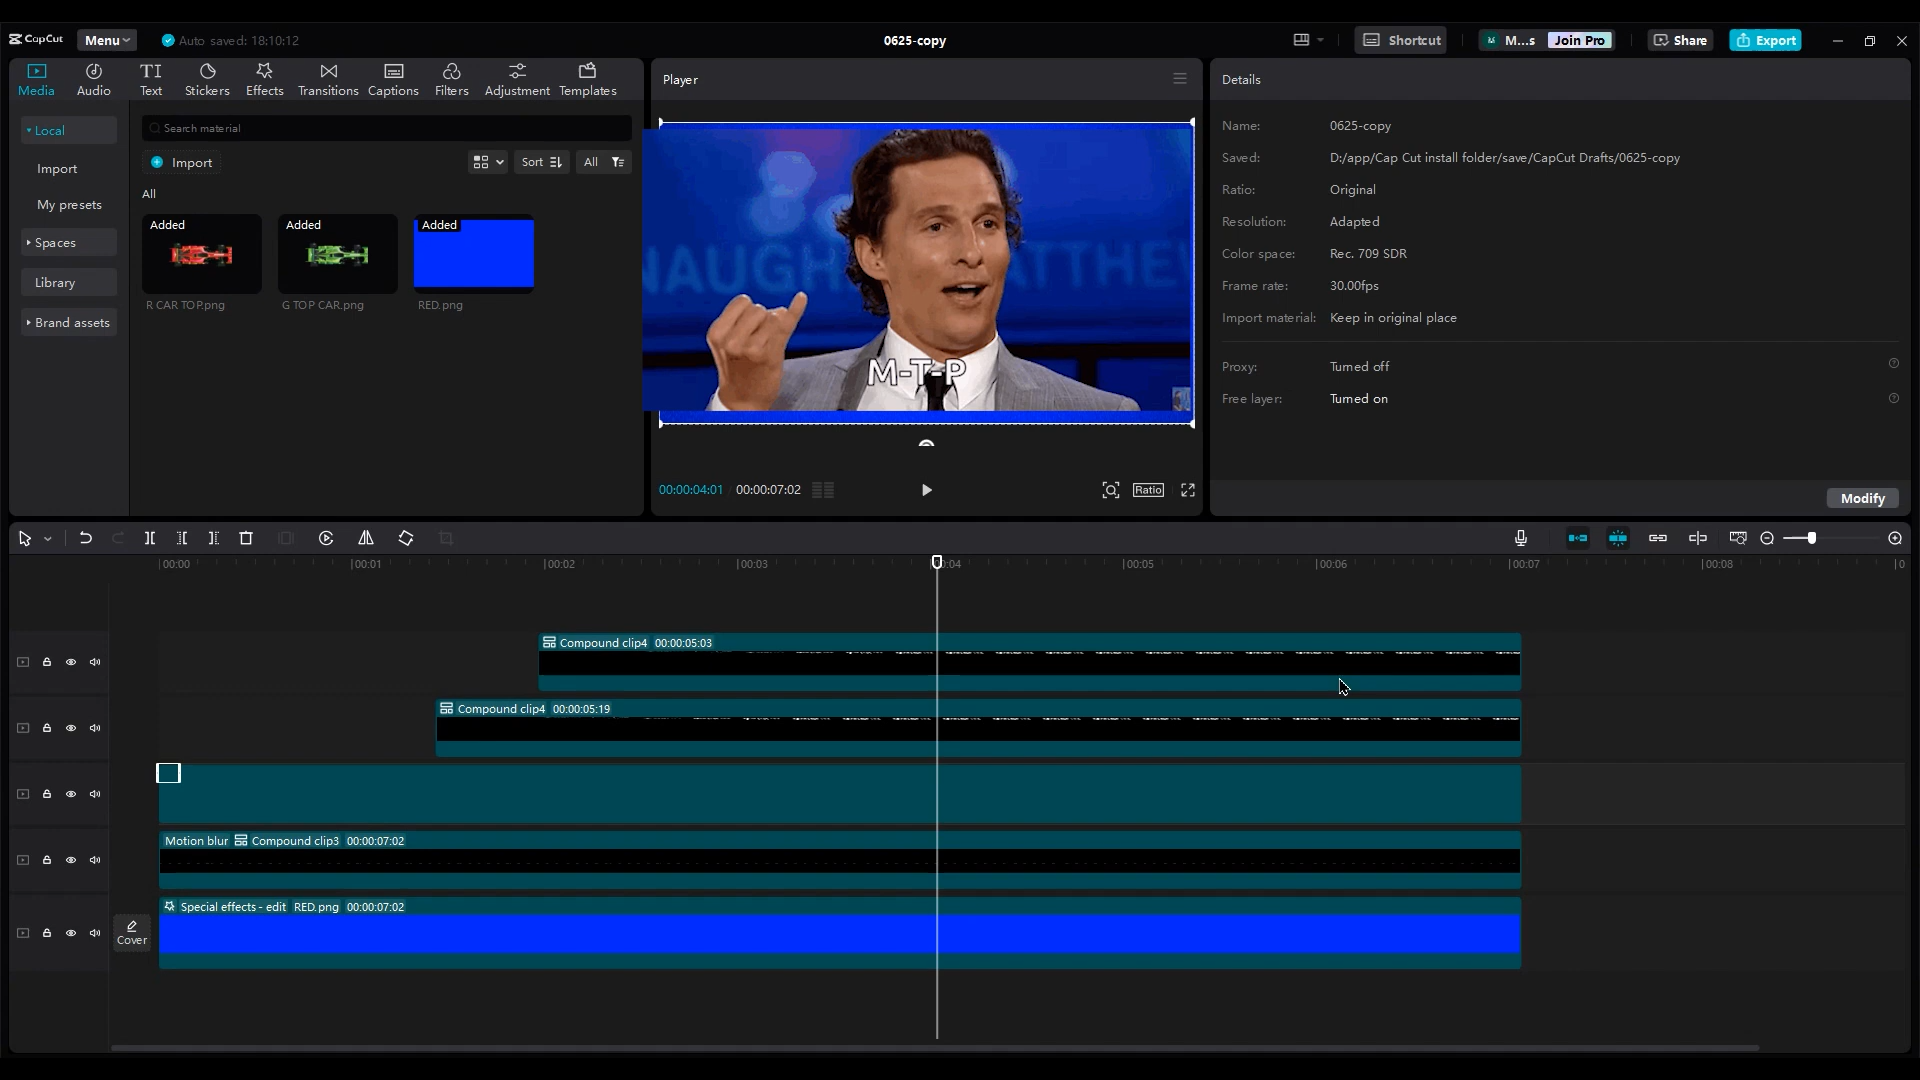 CapCut
Menu
Auto saved: 18:10:12
0625-copy
Shortcut
M...s
Join Pro
Share
Export
Media
Audio
Text
Stickers
Effects
Transitions
Captions
Filters
Adjustment
Templates
Local
Import
My presets
Spaces
Library
Brand assets
Search material
Import
Sort
All
All
Added
R CAR TOP.png
Added
G TOP CAR.png
Added
RED.png
Player
NAUGH
ATTHEW
M-T-P
00:00:04:01
00:00:07:02
Ratio
Details
Name: 0625-copy
Saved: D:/app/Cap Cut install folder/save/CapCut Drafts/0625-copy
Ratio: Original
Resolution: Adapted
Color space: Rec. 709 SDR
Frame rate: 30.00fps
Import material: Keep in original place
Proxy: Turned off
Free layer: Turned on
Modify
00:00
00:01
00:02
00:03
00:04
00:05
00:06
00:07
00:08
Compound clip4 00:00:05:03
Compound clip4 00:00:05:19
Motion blur Compound clip3 00:00:07:02
Special effects - edit RED.png 00:00:07:02
Cover